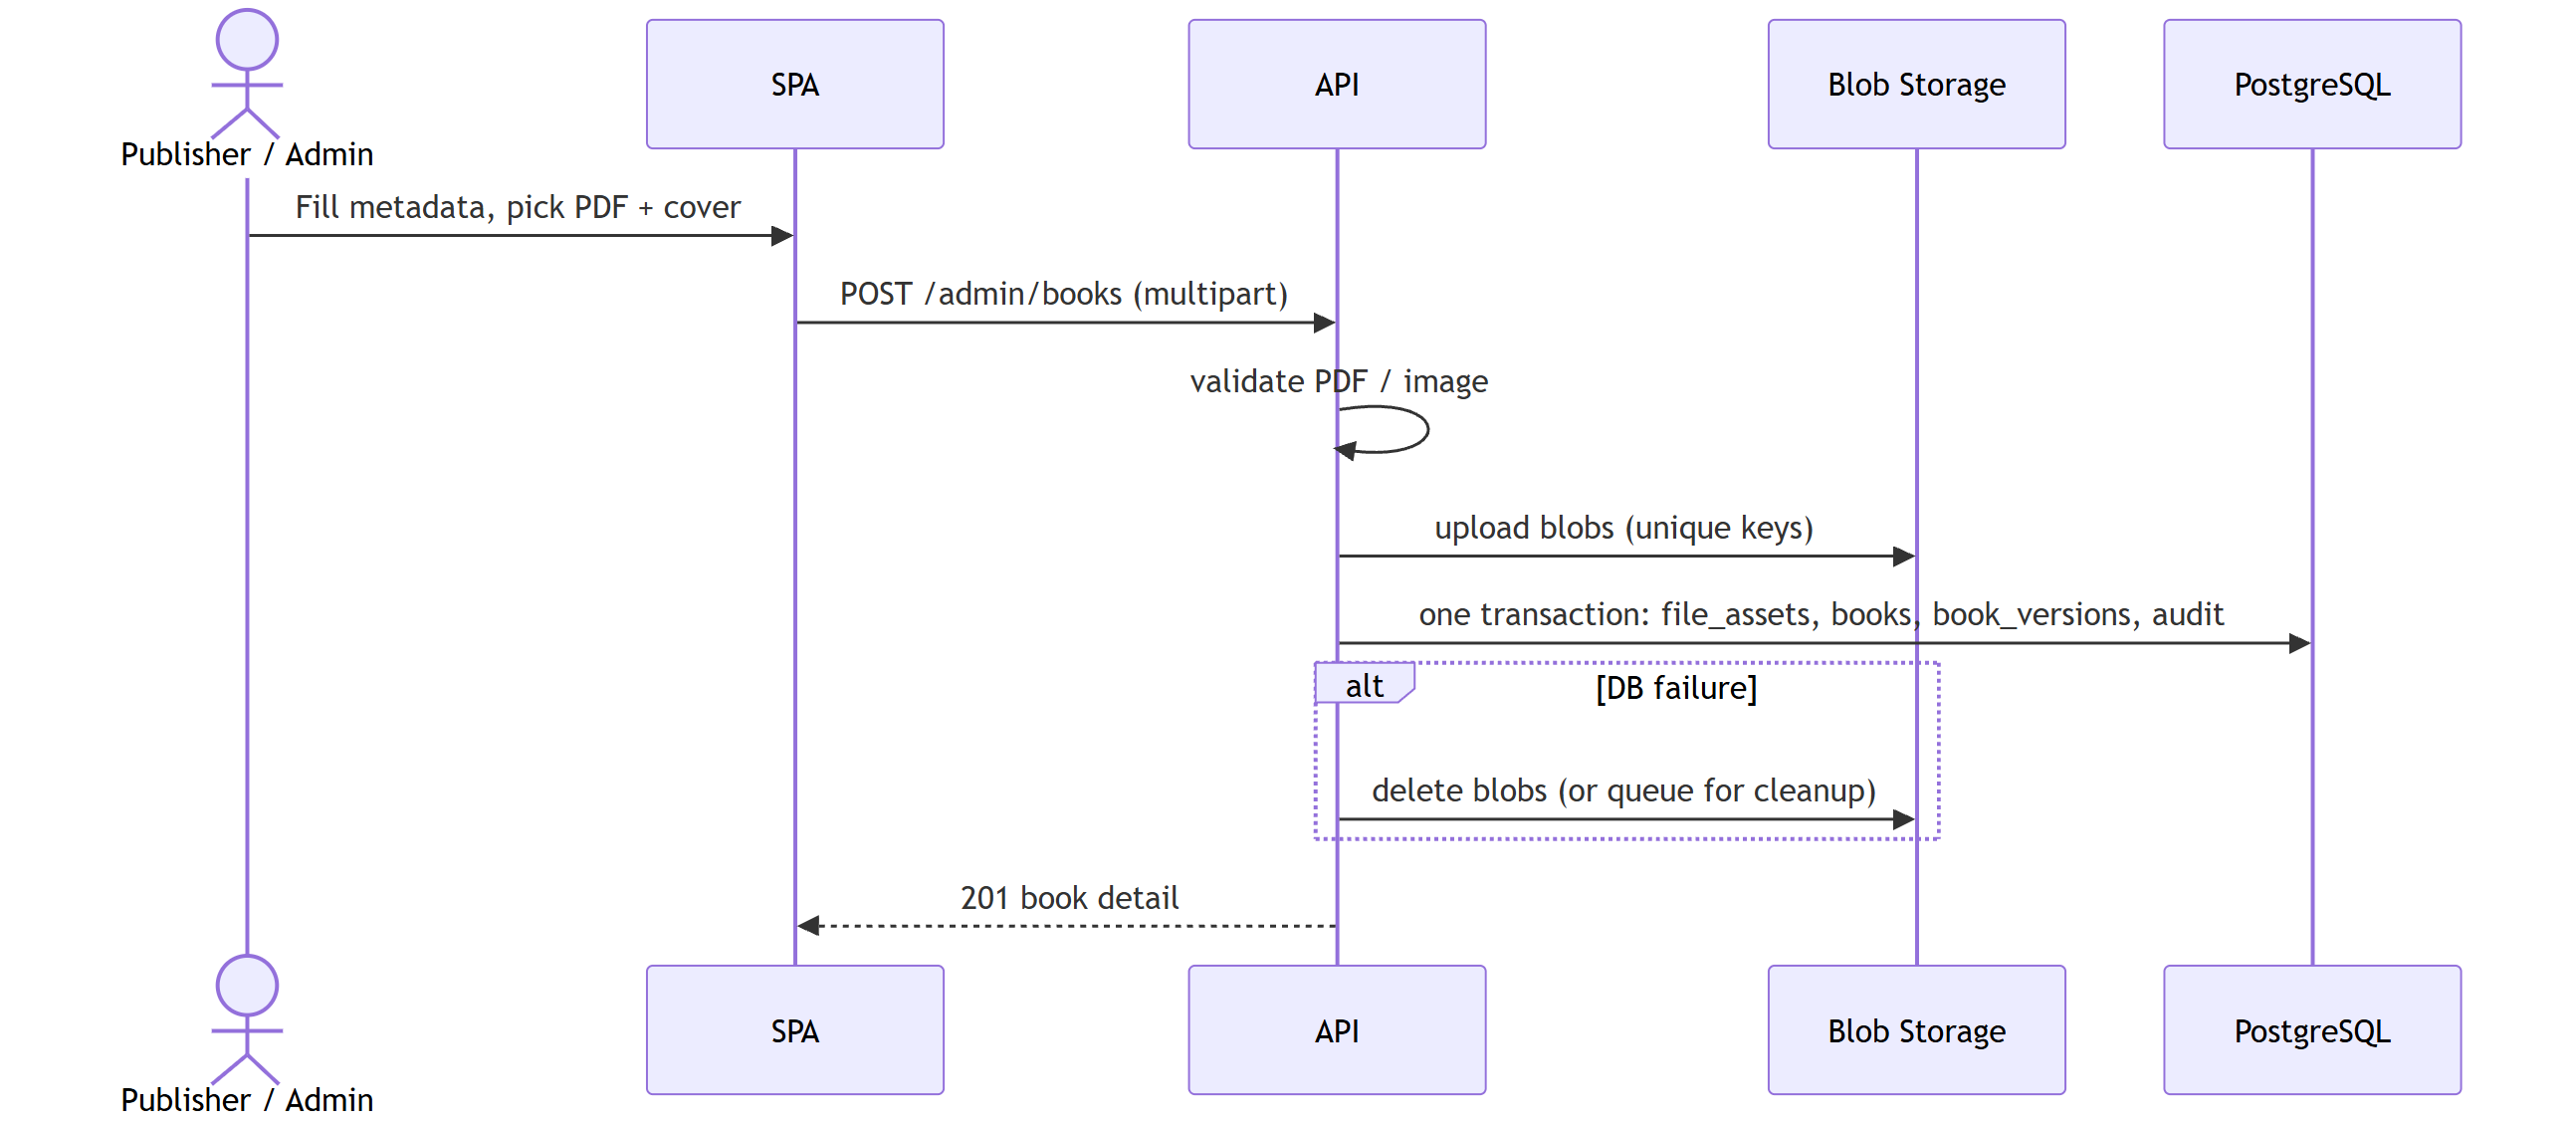 SPA
API
Blob Storage
PostgreSQL
Publisher / Admin
Fill metadata, pick PDF + cover
POST /admin/books (multipart)
validate PDF / image
upload blobs (unique keys)
one transaction: file_assets, books, book_versions, audit
alt
[DB failure]
delete blobs (or queue for cleanup)
201 book detail
SPA
API
Blob Storage
PostgreSQL
Publisher / Admin